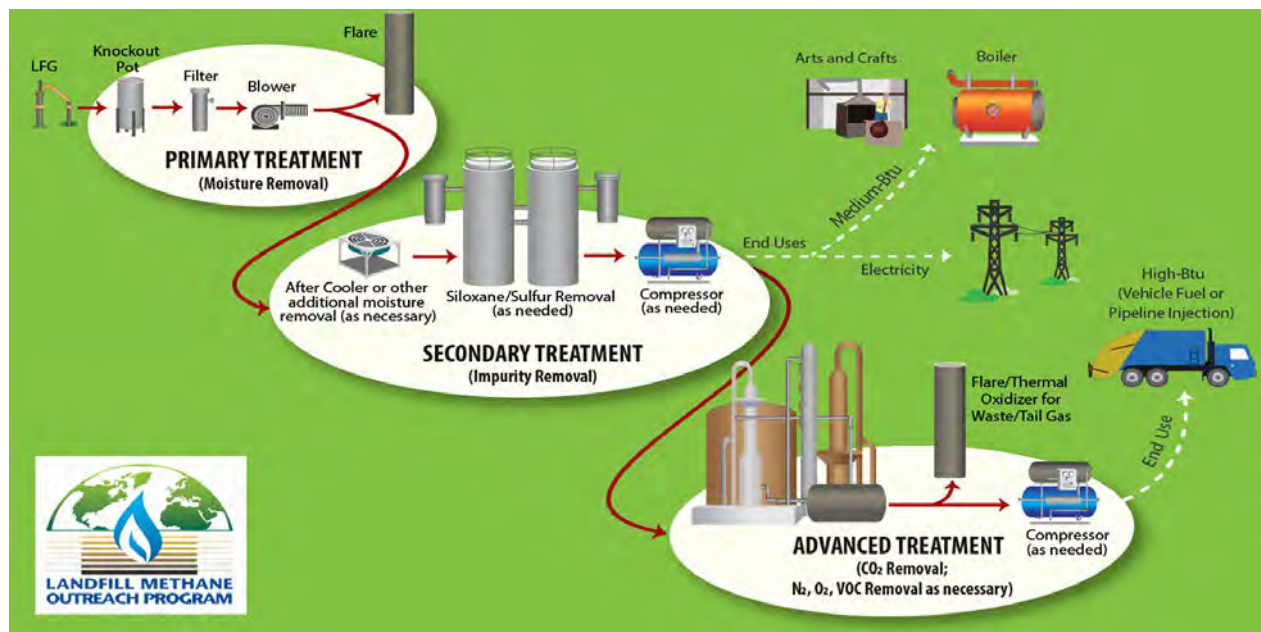 LFG
Knockout
Pot
Filter
Blower
Flare
PRIMARY TREATMENT
(Moisture Removal)
After Cooler or other
additional moisture
removal (as necessary)
Siloxane/Sulfur Removal
(as needed)
Compressor
(as needed)
SECONDARY TREATMENT
(Impurity Removal)
End Uses
Medium-Btu
Arts and Crafts
Boiler
Electricity
Flare/Thermal
Oxidizer for
Waste/Tail Gas
Compressor
(as needed)
ADVANCED TREATMENT
(CO₂ Removal;
N₂, O₂, VOC Removal as necessary)
End Use
High-Btu
(Vehicle Fuel or
Pipeline Injection)
LANDFILL METHANE
OUTREACH PROGRAM